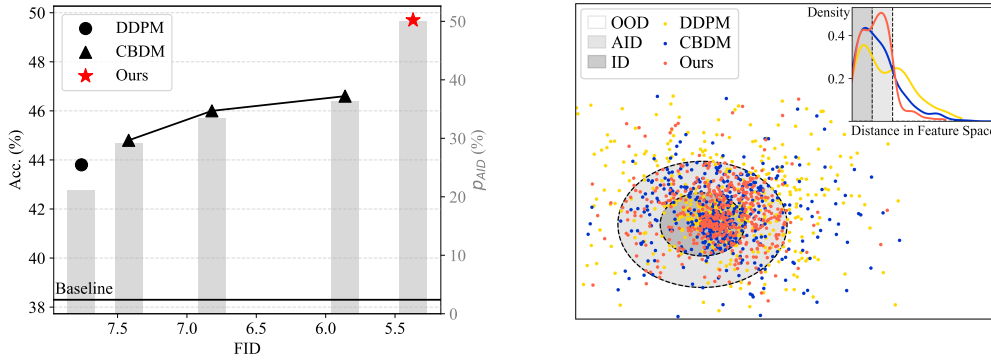 50
48
46
44
42
40
38
Acc. (%)
DDPM
CBDM
Ours
Baseline
7.5
7.0
6.5
6.0
5.5
FID
50
40
30
20
10
0
p_AID (%)
OOD
AID
ID
DDPM
CBDM
Ours
Density
0.4
0.2
Distance in Feature Space